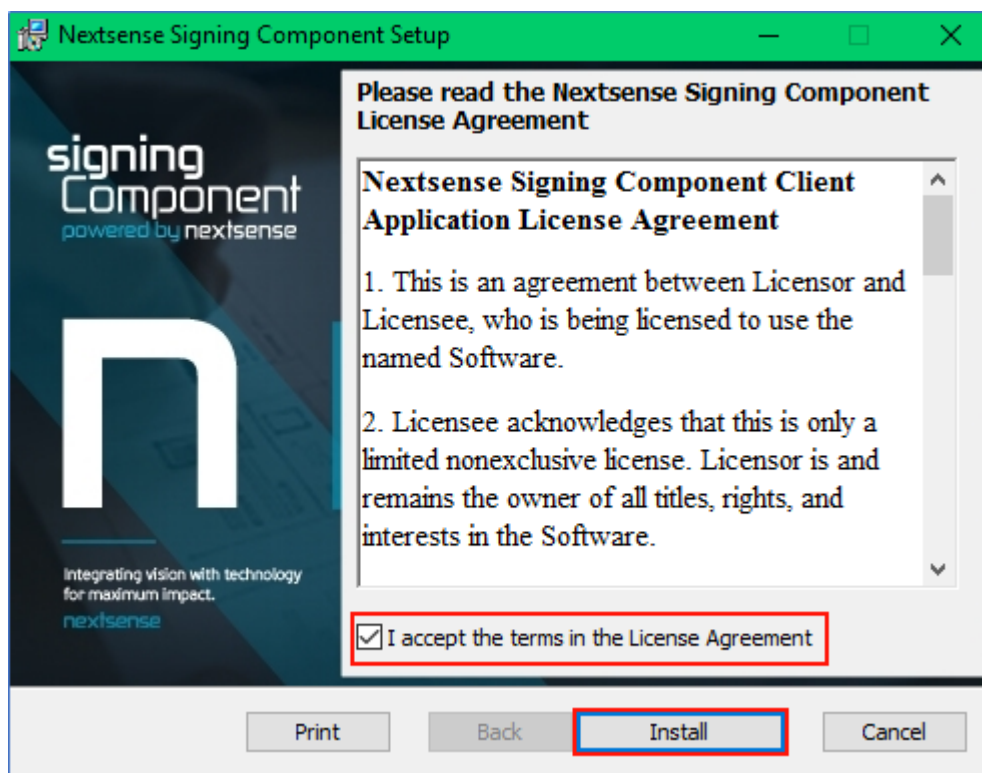 Nextsense Signing Component Setup
signing
Component
powered by nextsense
n
Integrating vision with technology
for maximum impact.
nextsense
Please read the Nextsense Signing Component
License Agreement
Nextsense Signing Component Client
Application License Agreement
1. This is an agreement between Licensor and
Licensee, who is being licensed to use the
named Software.
2. Licensee acknowledges that this is only a
limited nonexclusive license. Licensor is and
remains the owner of all titles, rights, and
interests in the Software.
I accept the terms in the License Agreement
Print
Back
Install
Cancel